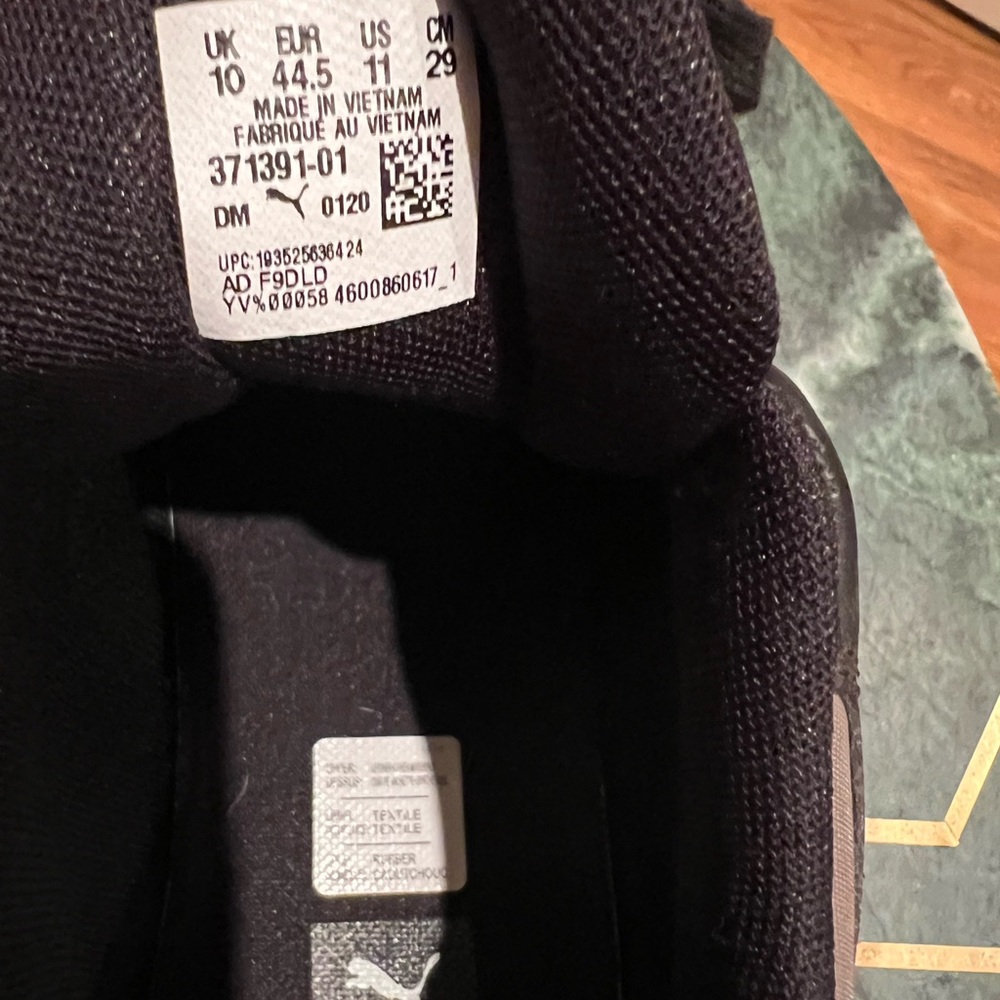 UK EUR US CM
10 44.5 11 29
MADE IN VIETNAM
FABRIQUÉ AU VIETNAM
371391-01
DM 0120
UPC:193525636424
AD F9DLD
YV%00058 4600860617_1
TEXTILE
TEXTILE
RUBBER
CAOUTCHOUC